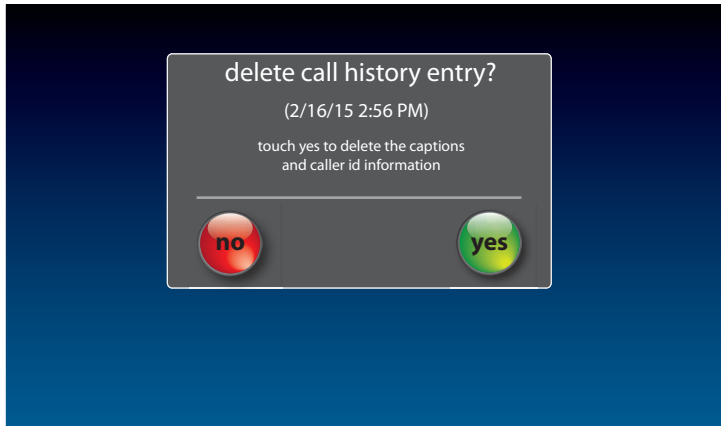 delete call history entry?
(2/16/15 2:56 PM)
touch yes to delete the captions
and caller id information
no
yes